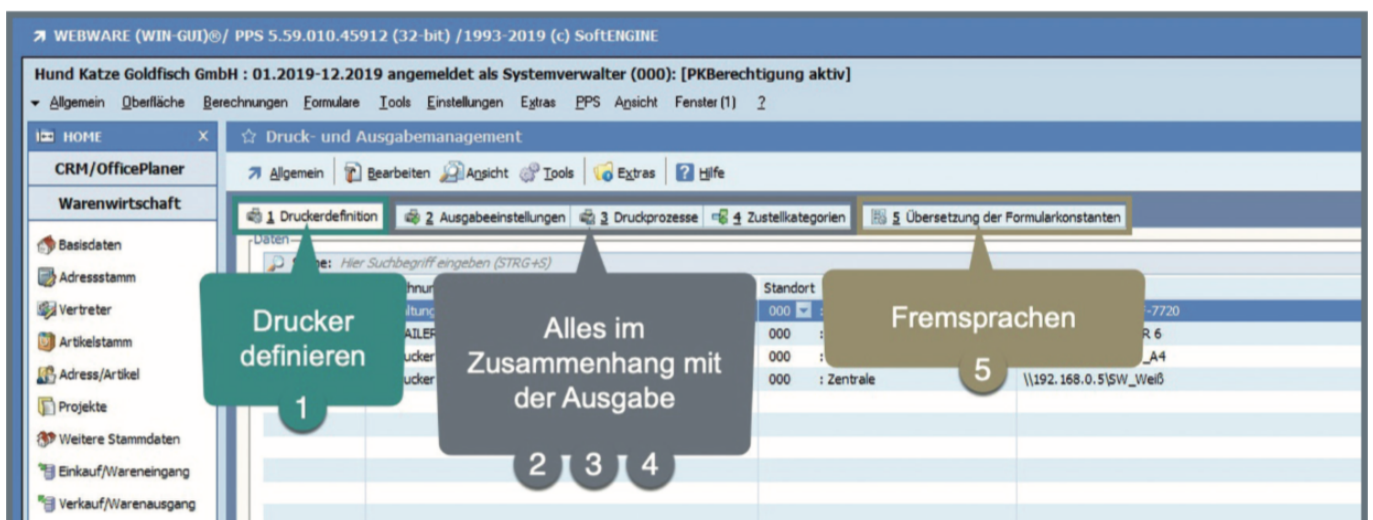 WEBWARE (WIN-GUI)®/ PPS 5.59.010.45912 (32-bit) /1993-2019 (c) SoftENGINE
Hund Katze Goldfisch GmbH : 01.2019-12.2019 angemeldet als Systemverwalter (000): [PKBerechtigung aktiv]
Allgemein Oberfläche Berechnungen Formulare Tools Einstellungen Extras PPS Ansicht Fenster (1) ?
HOME X
Druck- und Ausgabemanagement
CRM/OfficePlaner
Allgemein Bearbeiten Ansicht Tools Extras Hilfe
Warenwirtschaft
1 Druckerdefinition 2 Ausgabeeinstellungen 3 Druckprozesse 4 Zustellkategorien 5 Übersetzung der Formularkonstanten
Basisdaten
Adressstamm
Vertreter
Artikelstamm
Adress/Artikel
Projekte
Weitere Stammdaten
Einkauf/Wareneingang
Verkauf/Warenausgang
Daten
Hier Suchbegriff eingeben (STRG+S)
Standort
000 : -7720
000 : R 6
000 : _A4
000 : Zentrale \\192.168.0.5\SW_Weiß
Drucker
definieren
1
Alles im
Zusammenhang mit
der Ausgabe
2 3 4
Fremsprachen
5